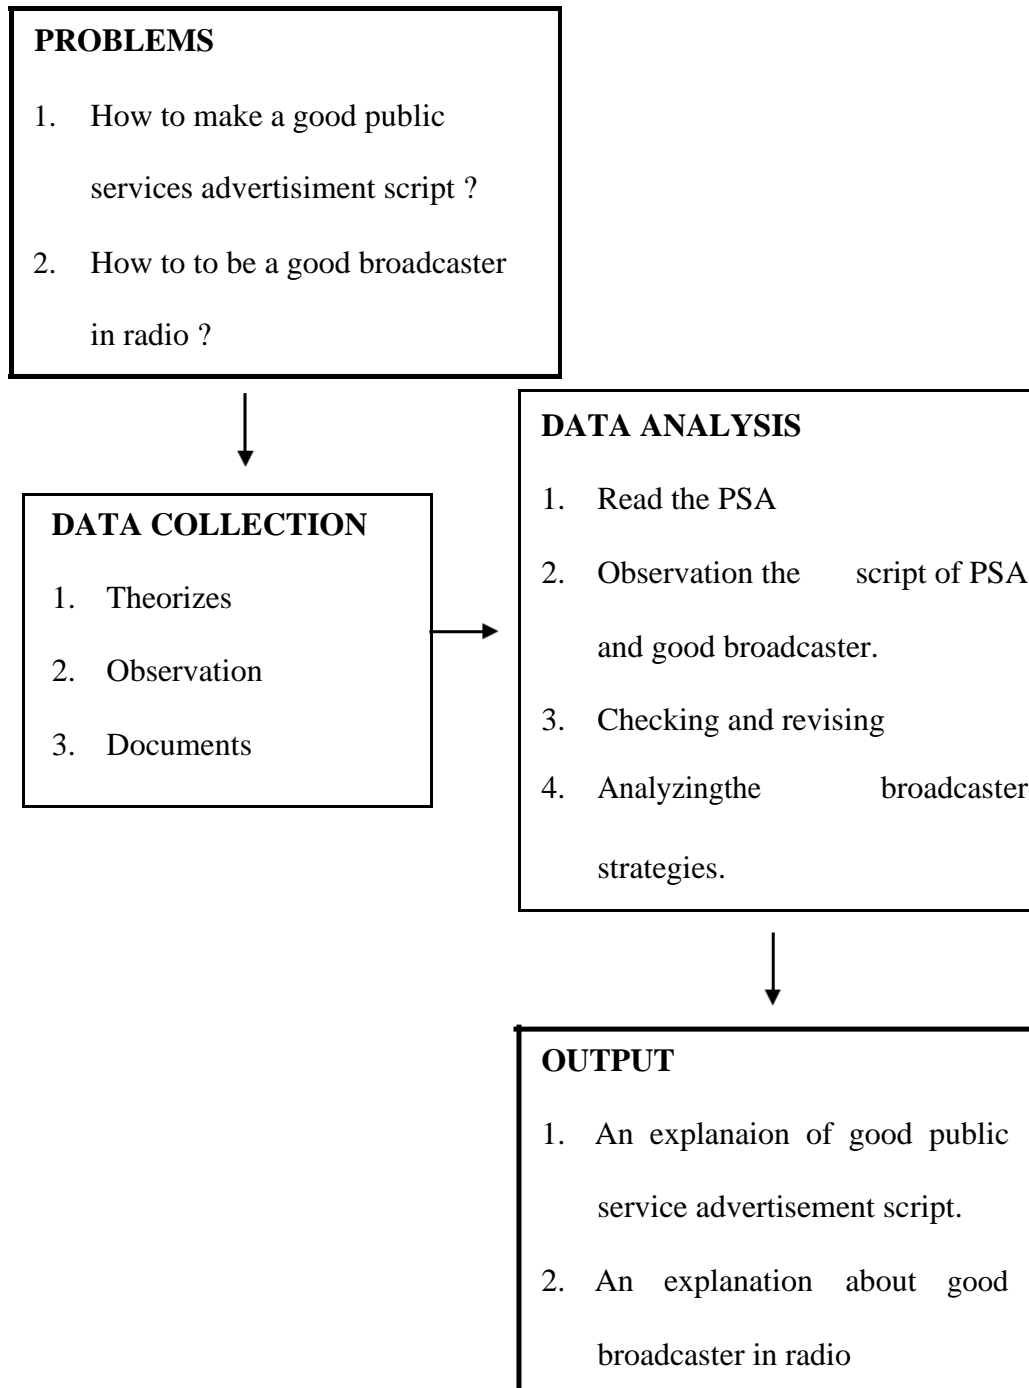 PROBLEMS
1. How to make a good public
services advertisiment script ?
2. How to to be a good broadcaster
in radio ?
DATA COLLECTION
1. Theorizes
2. Observation
3. Documents
DATA ANALYSIS
1. Read the PSA
2. Observation the script of PSA
and good broadcaster.
3. Checking and revising
4. Analyzingthe broadcaster
strategies.
OUTPUT
1. An explanaion of good public
service advertisement script.
2. An explanation about good
broadcaster in radio